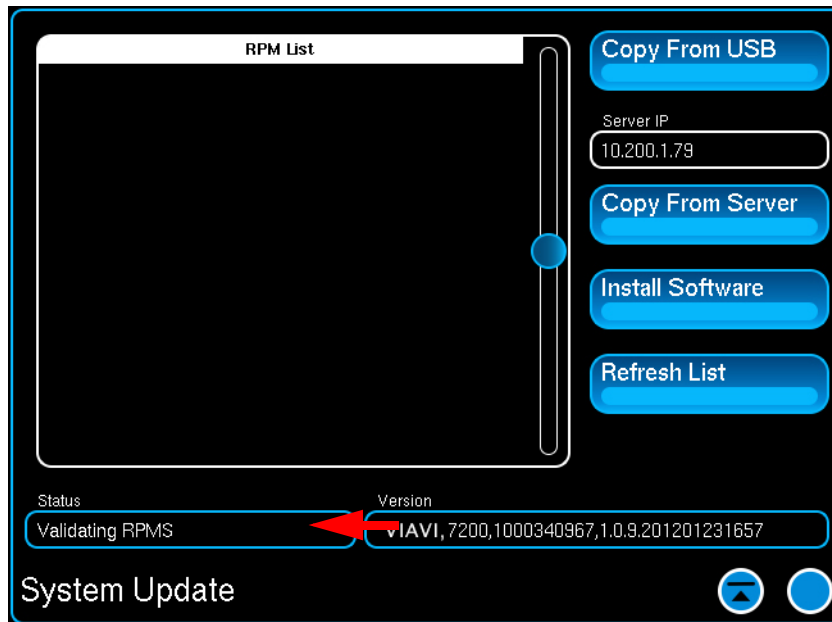 RPM List
Copy From USB
Server IP
10.200.1.79
Copy From Server
Install Software
Refresh List
Status
Version
Validating RPMS
VIAVI, 7200,1000340967,1.0.9.201201231657
System Update